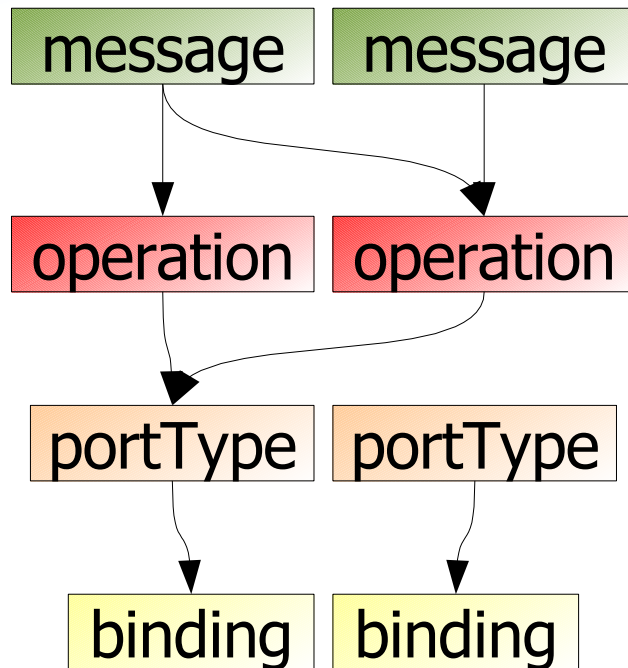 message message
operation operation
portType portType
binding binding